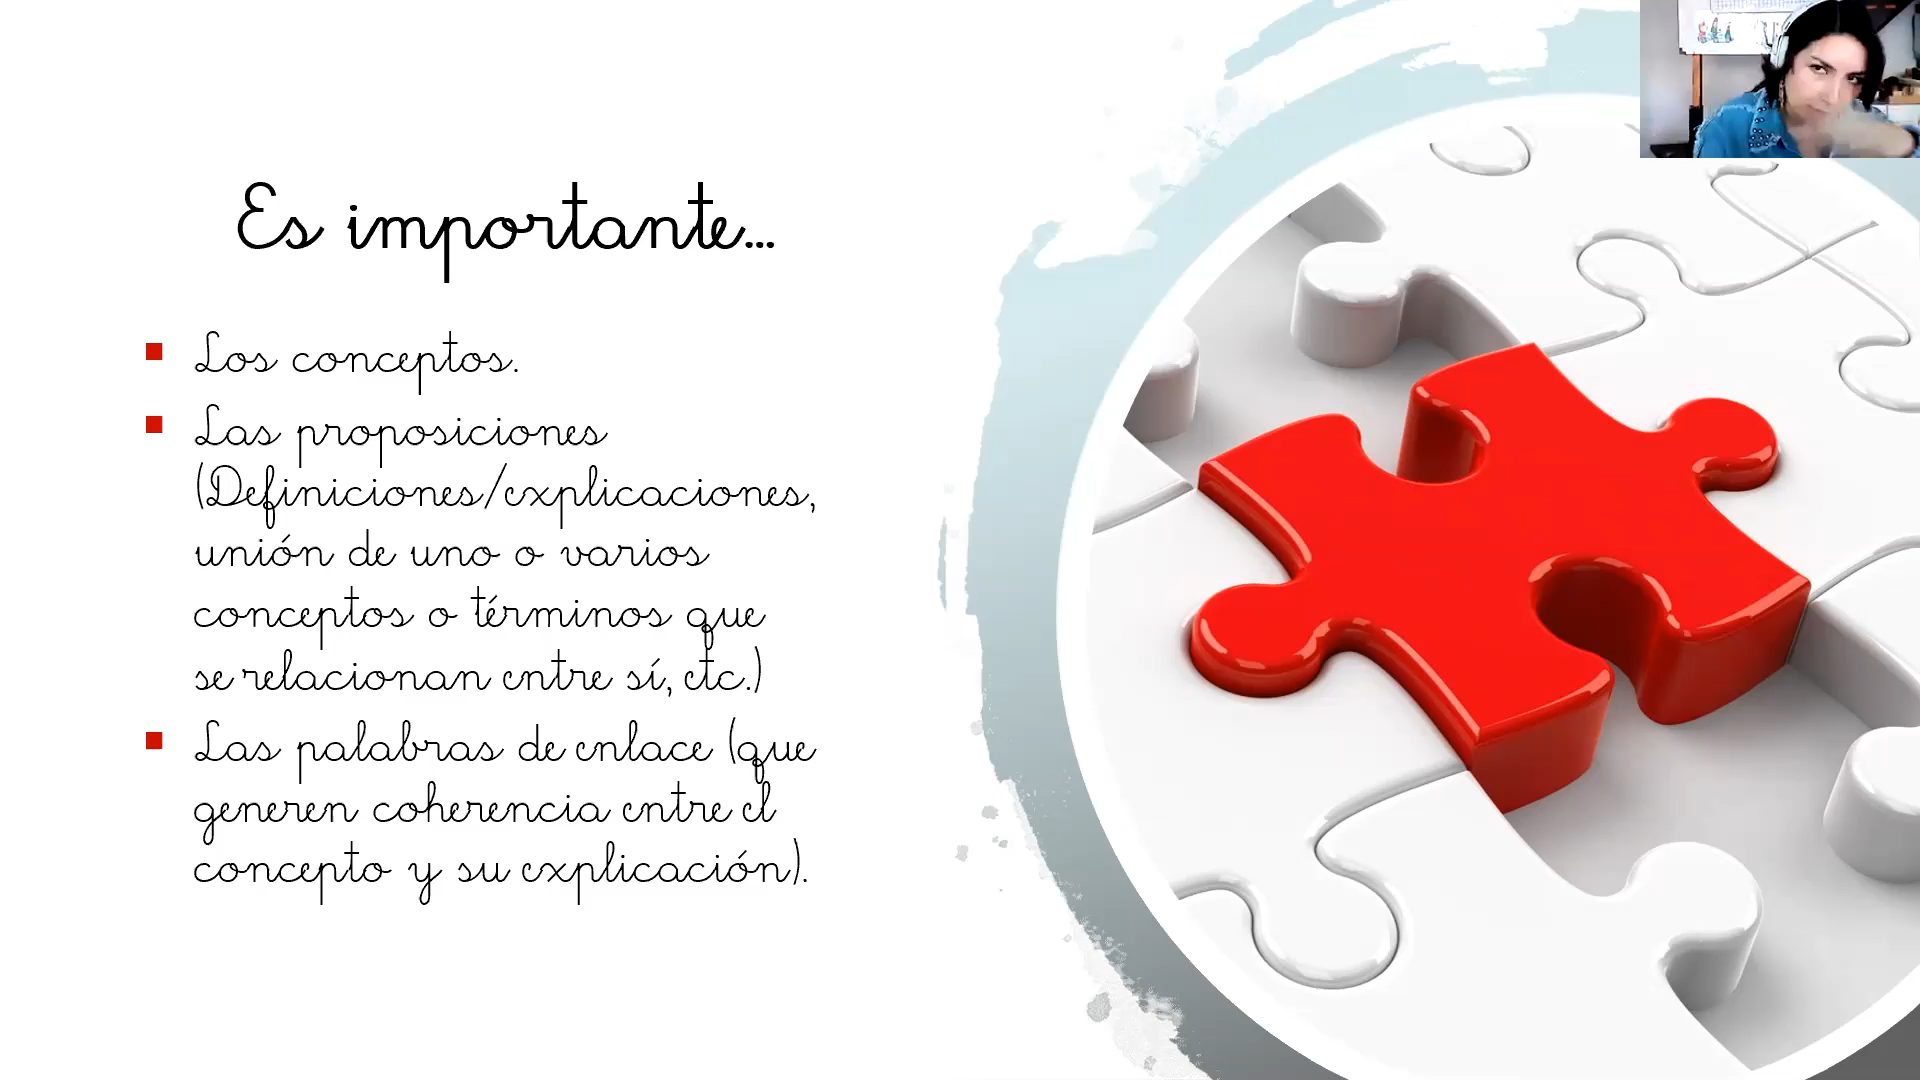 Es importante...
Los conceptos.
Las proposiciones
(Definiciones/explicaciones,
unión de uno o varios
conceptos o términos que
se relacionan entre sí, etc.)
Las palabras de enlace (que
generen coherencia entre el
concepto y su explicación).